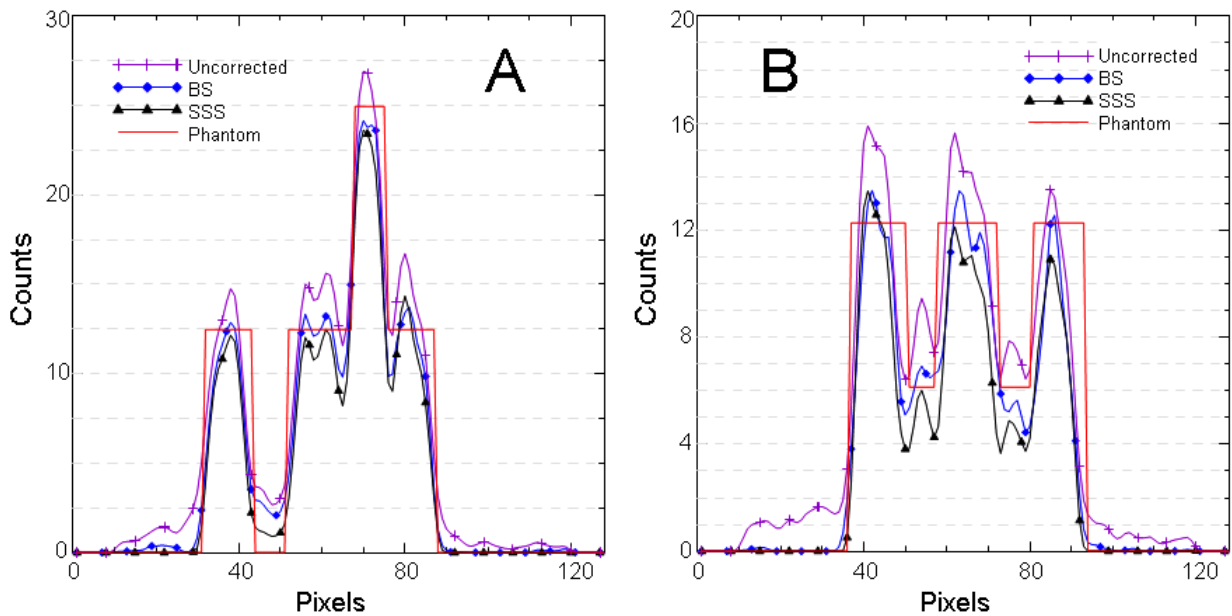 A
Uncorrected
BS
SSS
Phantom
30
20
10
0
Counts
0
40
80
120
Pixels
B
Uncorrected
BS
SSS
Phantom
20
16
12
8
4
0
Counts
0
40
80
120
Pixels